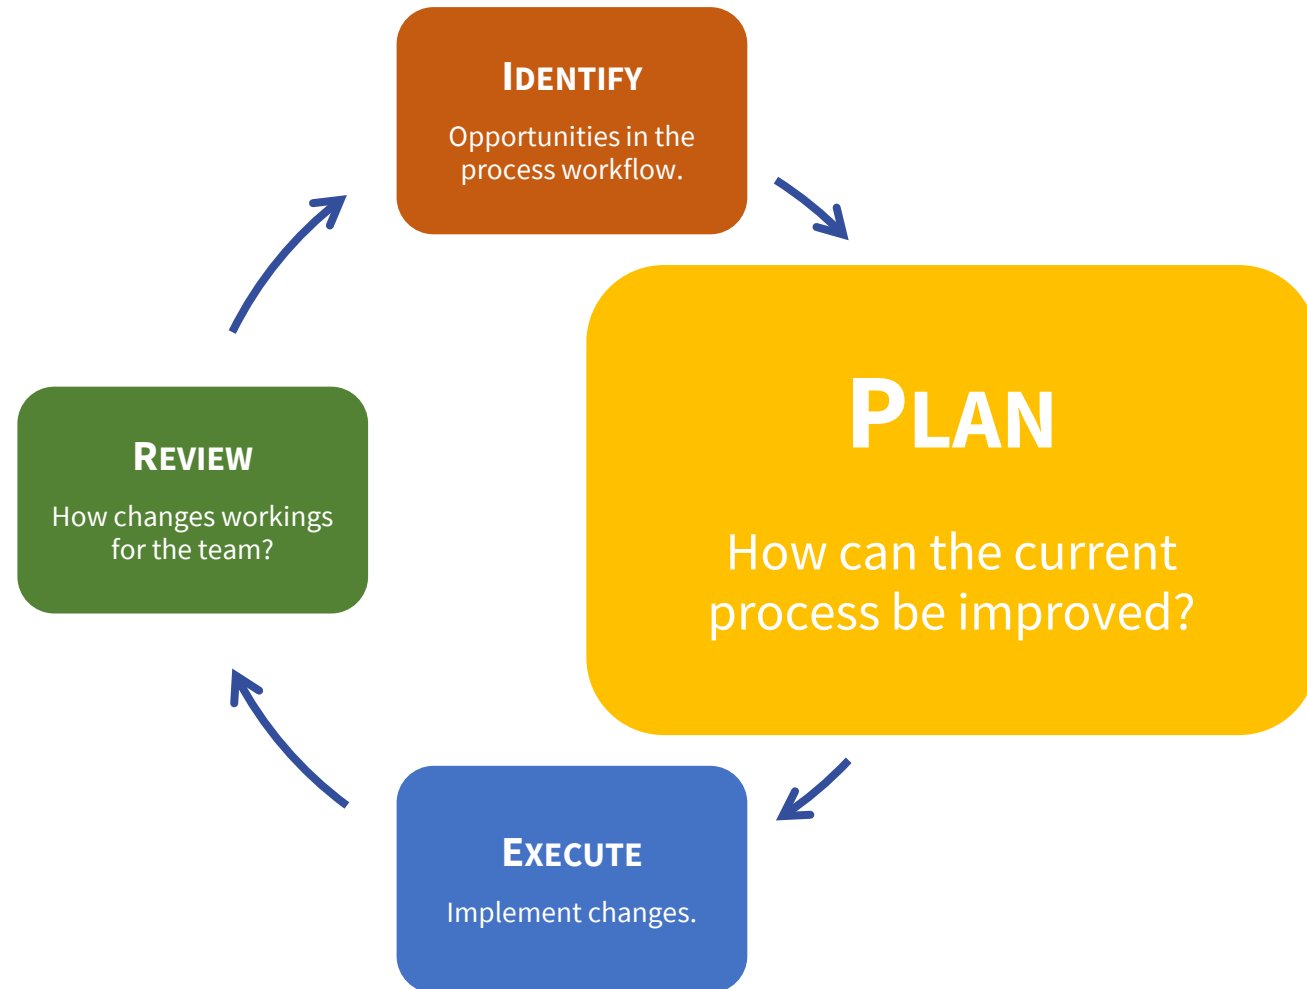 IDENTIFY
Opportunities in the
process workflow.
PLAN
How can the current
process be improved?
EXECUTE
Implement changes.
REVIEW
How changes workings
for the team?